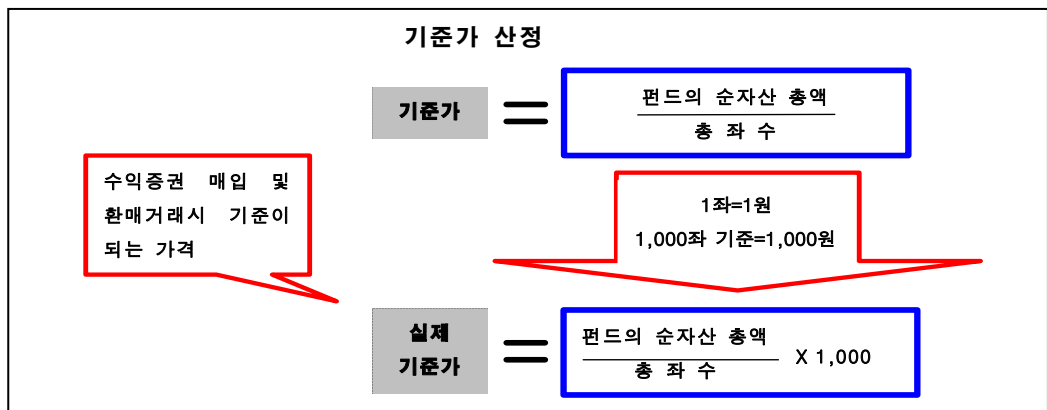 기준가 산정
기준가 = 펀드의 순자산 총액
총 좌 수
수익증권 매입 및
환매거래시 기준이
되는 가격
1좌=1원
1,000좌 기준=1,000원
실제
기준가 = 펀드의 순자산 총액
총 좌 수
X 1,000